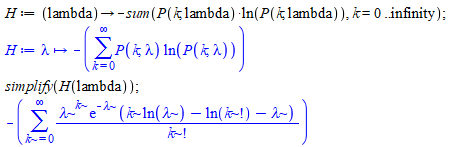 H := (lambda) → -sum(P(k; lambda)·ln(P(k; lambda)), k = 0 ..infinity);
H := λ ↦ -(∑_{k=0}^{∞} P(k; λ) ln(P(k; λ)))
simplify(H(lambda));
-(∑_{k~=0}^{∞} (λ~^{k~} e^{-λ~} (k~ ln(λ~) - ln(k~!) - λ~))/(k~!))